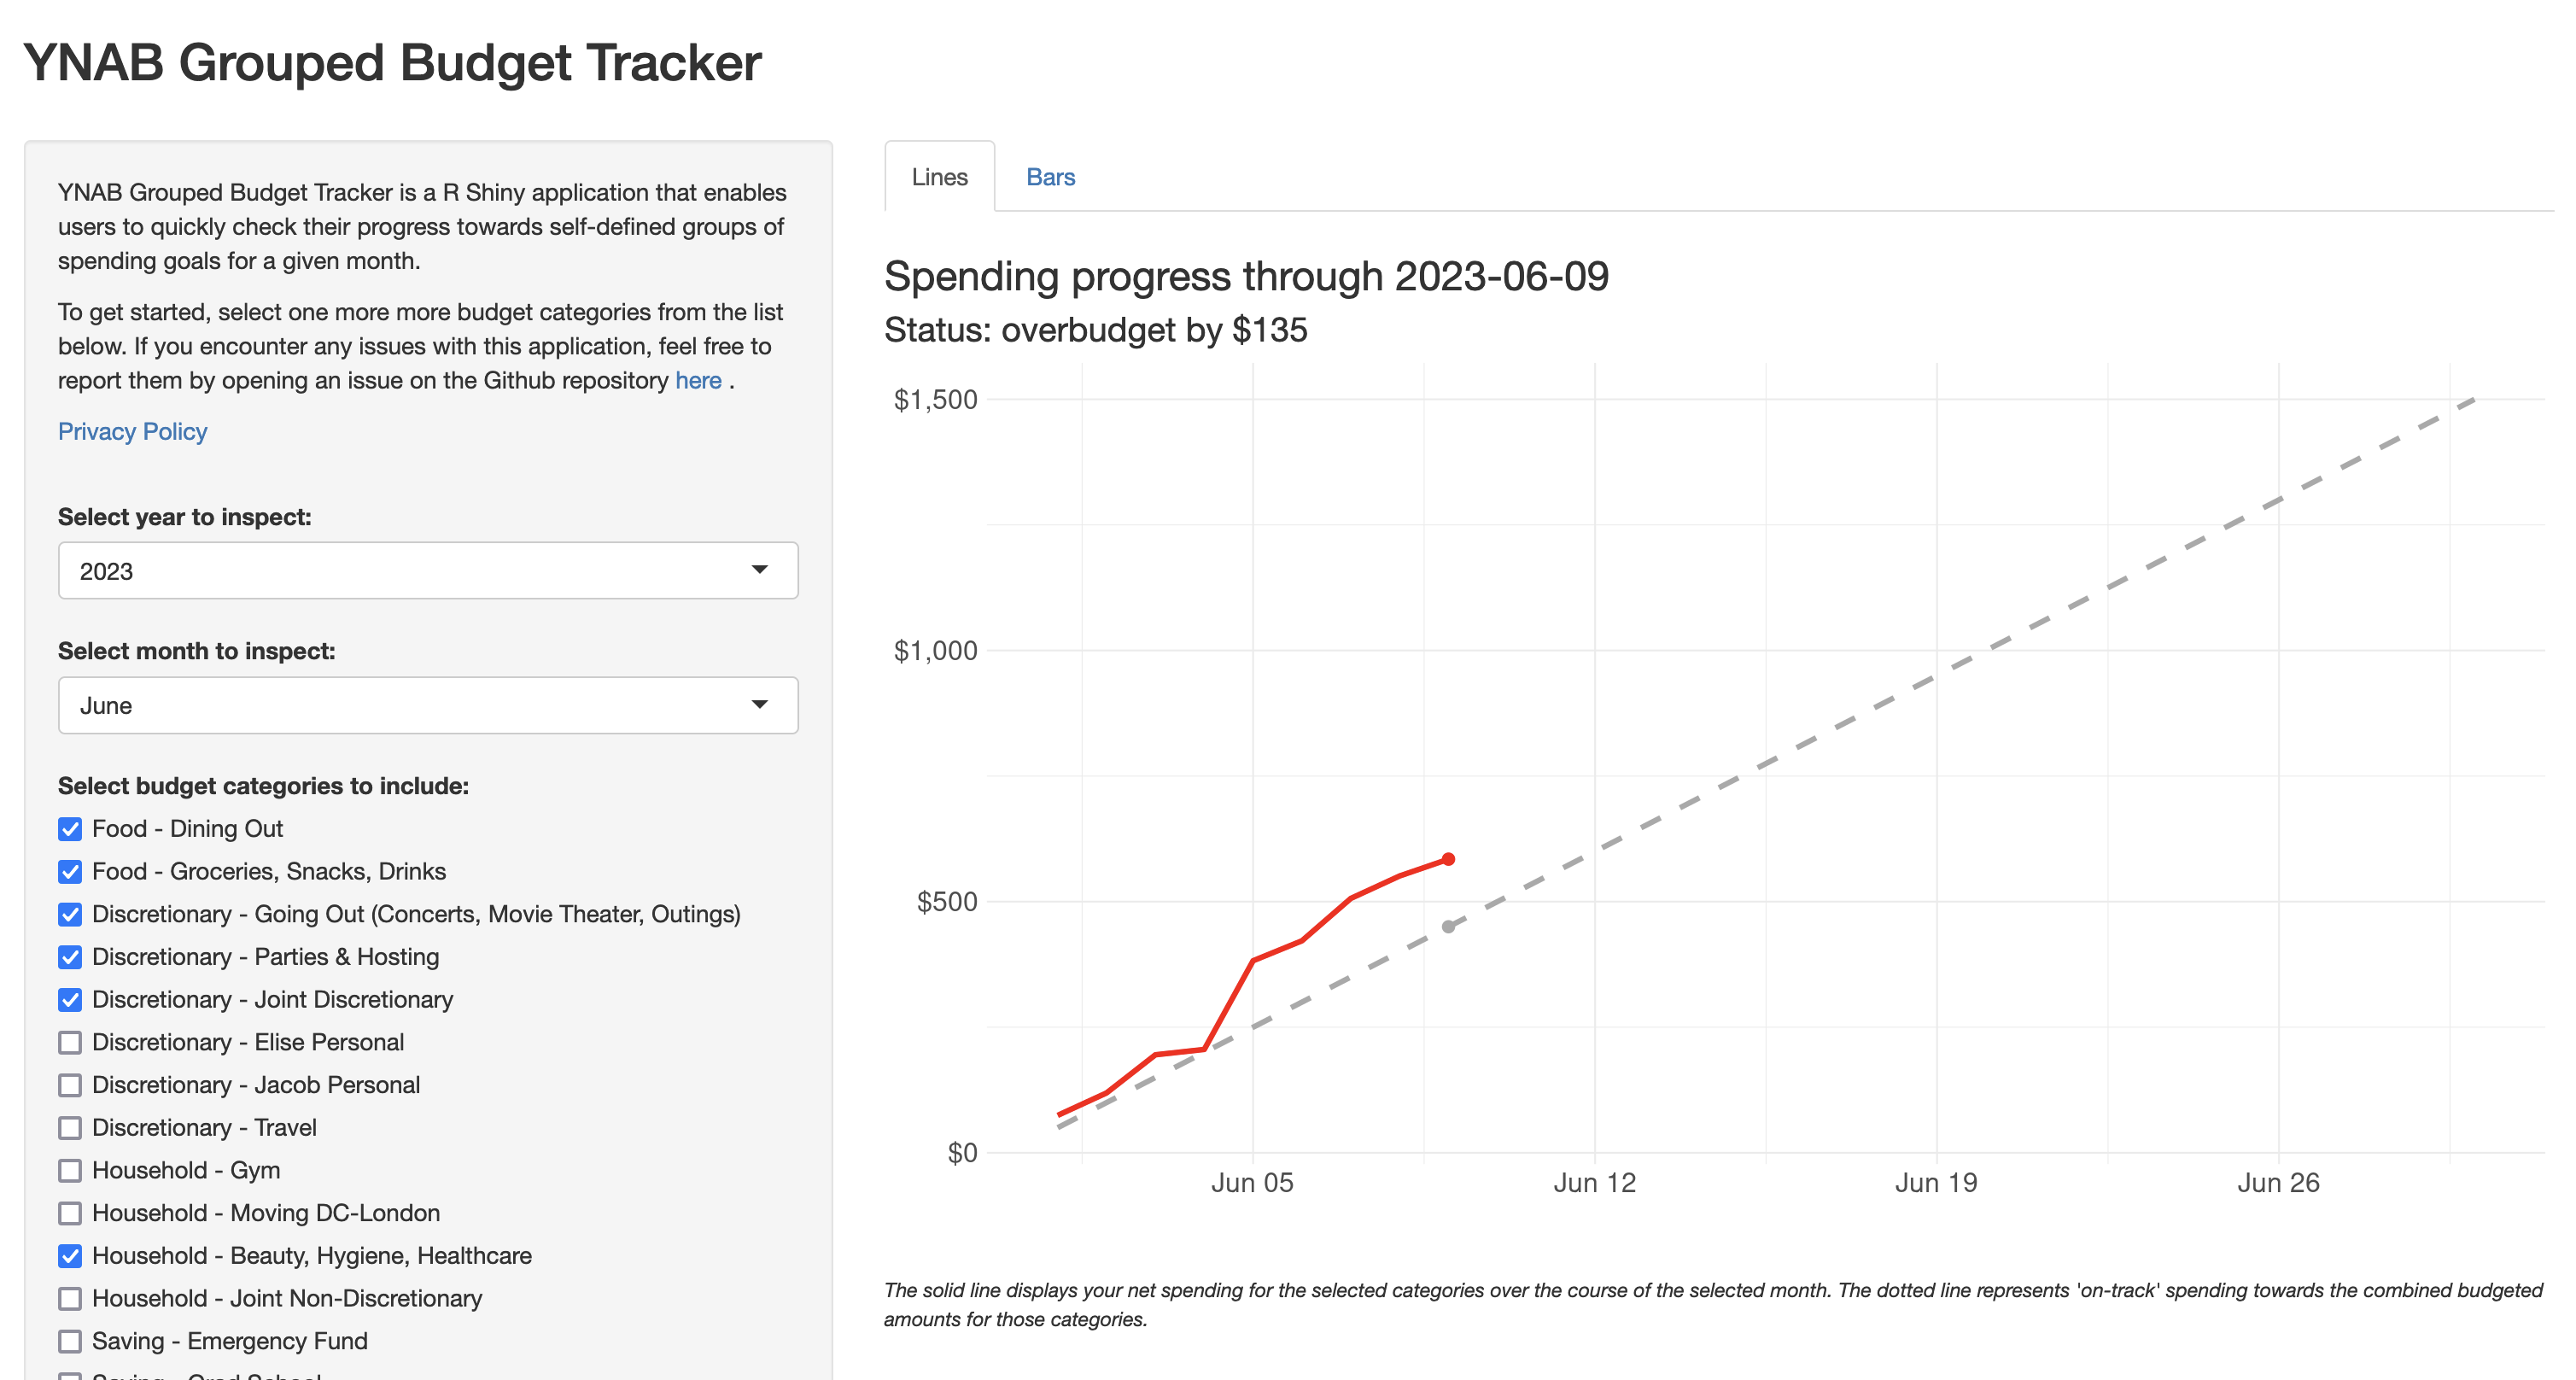 YNAB Grouped Budget Tracker
YNAB Grouped Budget Tracker is a R Shiny application that enables
users to quickly check their progress towards self-defined groups of
spending goals for a given month.
To get started, select one more more budget categories from the list
below. If you encounter any issues with this application, feel free to
report them by opening an issue on the Github repository here .
Privacy Policy
Select year to inspect:
2023
Select month to inspect:
June
Select budget categories to include:
Food - Dining Out
Food - Groceries, Snacks, Drinks
Discretionary - Going Out (Concerts, Movie Theater, Outings)
Discretionary - Parties & Hosting
Discretionary - Joint Discretionary
Discretionary - Elise Personal
Discretionary - Jacob Personal
Discretionary - Travel
Household - Gym
Household - Moving DC-London
Household - Beauty, Hygiene, Healthcare
Household - Joint Non-Discretionary
Saving - Emergency Fund
Saving - Grad School
Lines
Bars
Spending progress through 2023-06-09
Status: overbudget by $135
$1,500
$1,000
$500
$0
Jun 05
Jun 12
Jun 19
Jun 26
The solid line displays your net spending for the selected categories over the course of the selected month. The dotted line represents 'on-track' spending towards the combined budgeted
amounts for those categories.